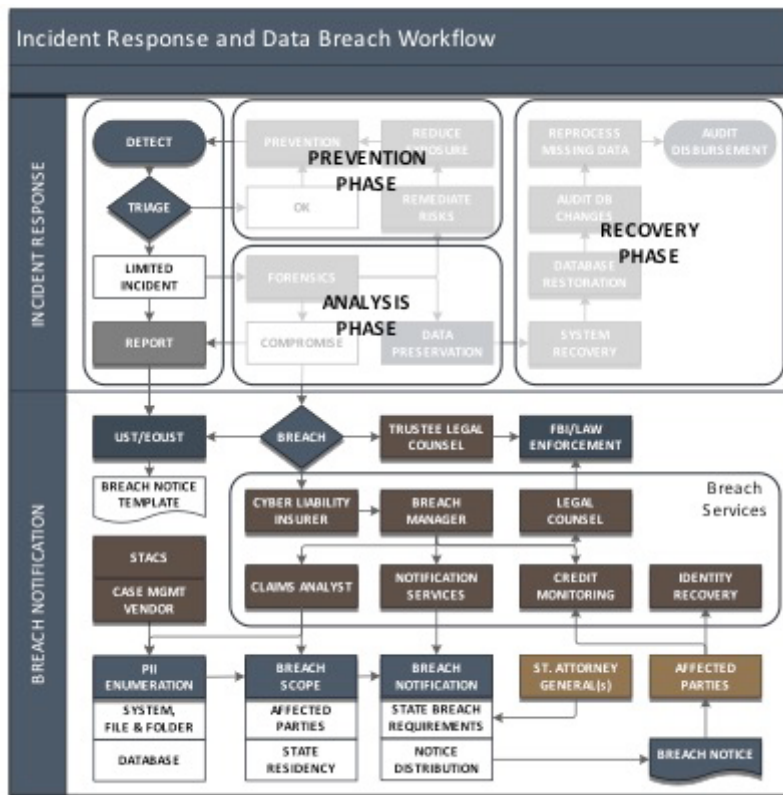 Incident Response and Data Breach Workflow
INCIDENT RESPONSE
DETECT
TRIAGE
LIMITED
INCIDENT
REPORT
PREVENTION
REDUCE
EXPOSURE
PREVENTION
PHASE
OK
REMEDIATE
RISKS
FORENSICS
ANALYSIS
PHASE
COMPROMISE
DATA
PRESERVATION
REPROCESS
MISSING DATA
AUDIT
DISBURSEMENT
AUDIT DB
CHANGES
RECOVERY
PHASE
DATABASE
RESTORATION
SYSTEM
RECOVERY
BREACH NOTIFICATION
UST/EOUST
BREACH
TRUSTEE LEGAL
COUNSEL
FBI/LAW
ENFORCEMENT
BREACH NOTICE
TEMPLATE
Breach
Services
CYBER LIABILITY
INSURER
BREACH
MANAGER
LEGAL
COUNSEL
STACS
CASE MGMT
VENDOR
CLAIMS ANALYST
NOTIFICATION
SERVICES
CREDIT
MONITORING
IDENTITY
RECOVERY
PII
ENUMERATION
SYSTEM,
FILE & FOLDER
DATABASE
BREACH
SCOPE
AFFECTED
PARTIES
STATE
RESIDENCY
BREACH
NOTIFICATION
STATE BREACH
REQUIREMENTS
NOTICE
DISTRIBUTION
ST. ATTORNEY
GENERAL(s)
AFFECTED
PARTIES
BREACH NOTICE